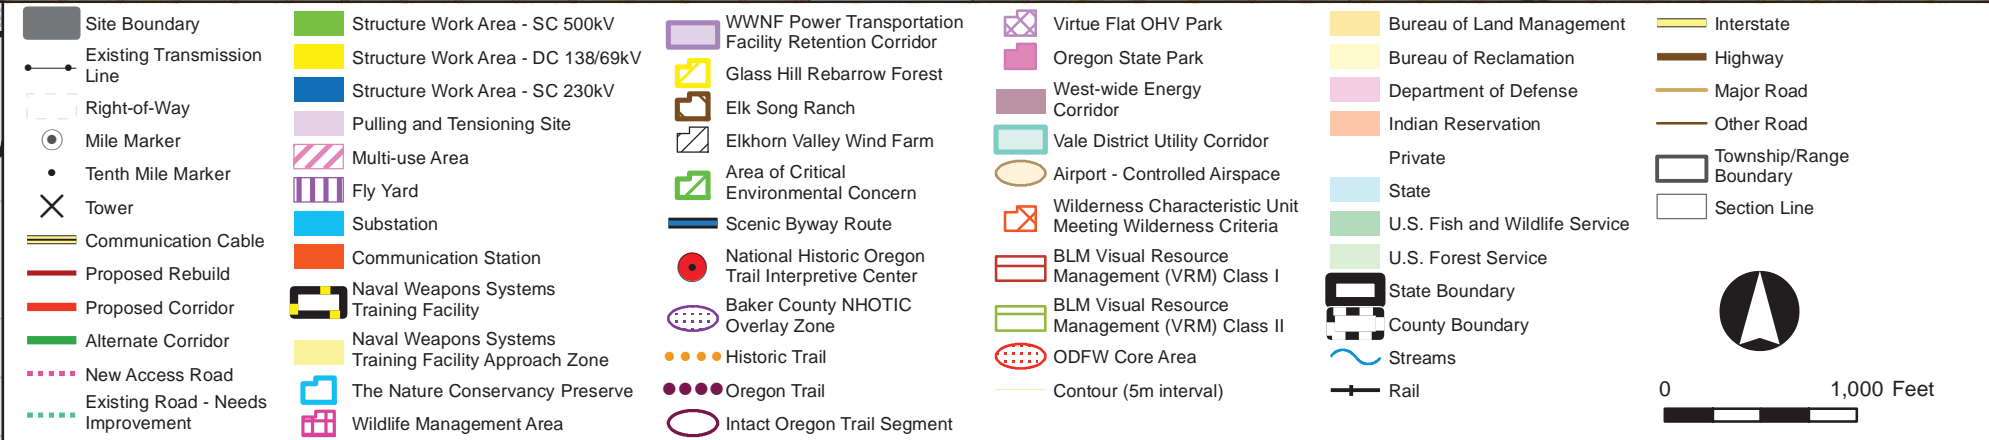 Site Boundary
Existing Transmission
Line
Right-of-Way
Mile Marker
Tenth Mile Marker
Tower
Communication Cable
Proposed Rebuild
Proposed Corridor
Alternate Corridor
New Access Road
Existing Road - Needs
Improvement
Structure Work Area - SC 500kV
Structure Work Area - DC 138/69kV
Structure Work Area - SC 230kV
Pulling and Tensioning Site
Multi-use Area
Fly Yard
Substation
Communication Station
Naval Weapons Systems
Training Facility
Naval Weapons Systems
Training Facility Approach Zone
The Nature Conservancy Preserve
Wildlife Management Area
WWNF Power Transportation
Facility Retention Corridor
Glass Hill Rebarrow Forest
Elk Song Ranch
Elkhorn Valley Wind Farm
Area of Critical
Environmental Concern
Scenic Byway Route
National Historic Oregon
Trail Interpretive Center
Baker County NHOTIC
Overlay Zone
Historic Trail
Oregon Trail
Intact Oregon Trail Segment
Virtue Flat OHV Park
Oregon State Park
West-wide Energy
Corridor
Vale District Utility Corridor
Airport - Controlled Airspace
Wilderness Characteristic Unit
Meeting Wilderness Criteria
BLM Visual Resource
Management (VRM) Class I
BLM Visual Resource
Management (VRM) Class II
ODFW Core Area
Contour (5m interval)
Bureau of Land Management
Bureau of Reclamation
Department of Defense
Indian Reservation
Private
State
U.S. Fish and Wildlife Service
U.S. Forest Service
State Boundary
County Boundary
Streams
Rail
Interstate
Highway
Major Road
Other Road
Township/Range
Boundary
Section Line
0 1,000 Feet